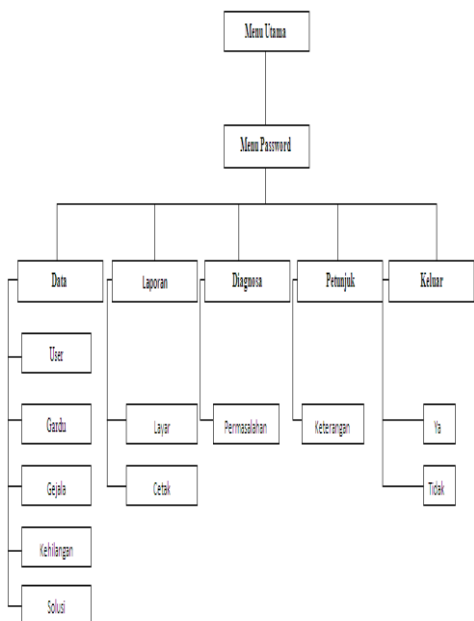 Menu Utama
Menu Password
Data
Laporan
Diagnosa
Petunjuk
Keluar
User
Gardu
Layar
Permasalahan
Keterangan
Ya
Gejala
Cetak
Tidak
Kehilangan
Solusi